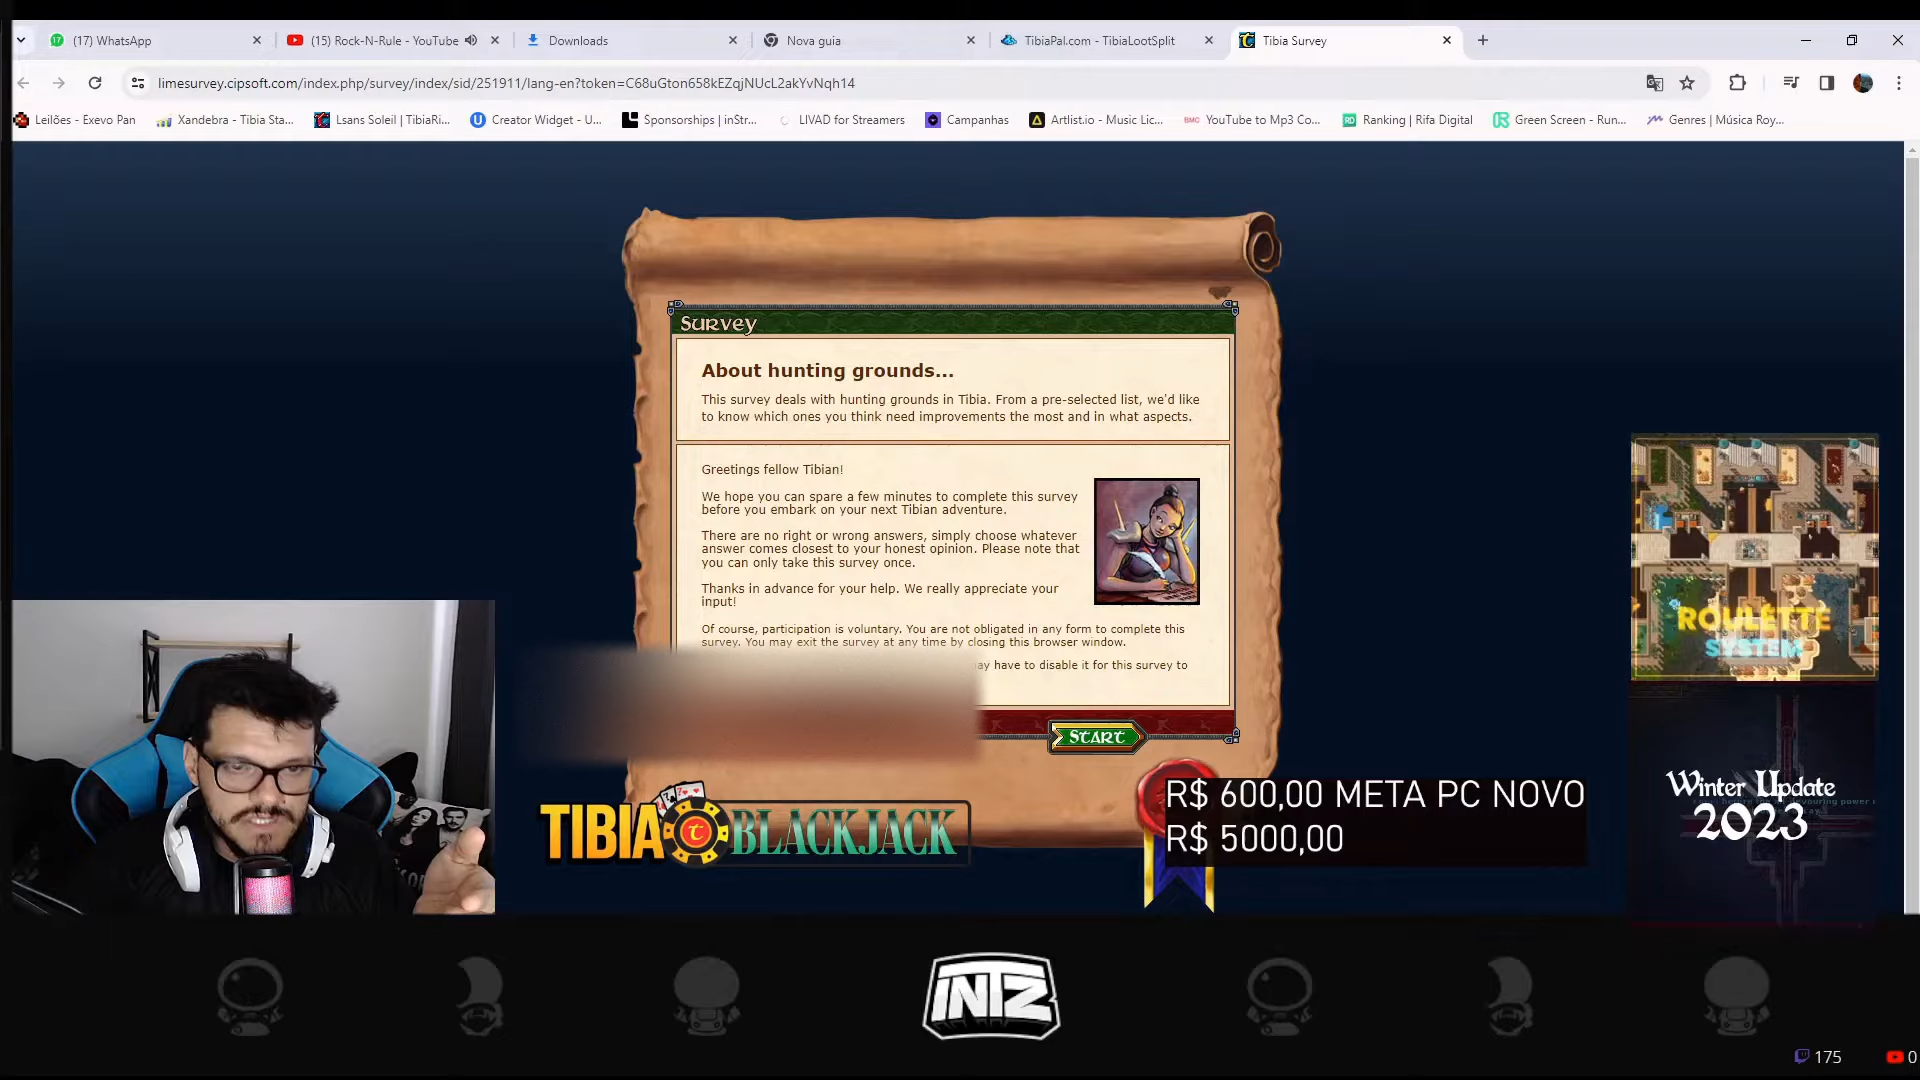 (17) WhatsApp
(15) Rock-N-Rule - YouTube
Downloads
Nova guia
TibiaPal.com - TibiaLootSplit
Tibia Survey
limesurvey.cipsoft.com/index.php/survey/index/sid/251911/lang-en?token=C68uGton658kEZqjNUcL2akYvNqh14
Leilões - Exevo Pan
Xandebra - Tibia Sta...
Lsans Soleil | TibiaRi...
Creator Widget - U...
Sponsorships | inStr...
LIVAD for Streamers
Campanhas
Artlist.io - Music Lic...
BMC YouTube to Mp3 Co...
RD Ranking | Rifa Digital
Green Screen - Run...
Genres | Música Roy...
Survey
About hunting grounds...
This survey deals with hunting grounds in Tibia. From a pre-selected list, we'd like
to know which ones you think need improvements the most and in what aspects.
Greetings fellow Tibian!
We hope you can spare a few minutes to complete this survey
before you embark on your next Tibian adventure.
There are no right or wrong answers, simply choose whatever
answer comes closest to your honest opinion. Please note that
you can only take this survey once.
Thanks in advance for your help. We really appreciate your
input!
Of course, participation is voluntary. You are not obligated in any form to complete this
survey. You may exit the survey at any time by closing this browser window.
may have to disable it for this survey to
START
ROULETTE
SYSTEM
TIBIA BLACKJACK
R$ 600,00 META PC NOVO
R$ 5000,00
Winter Update
2023
INTZ
175
0